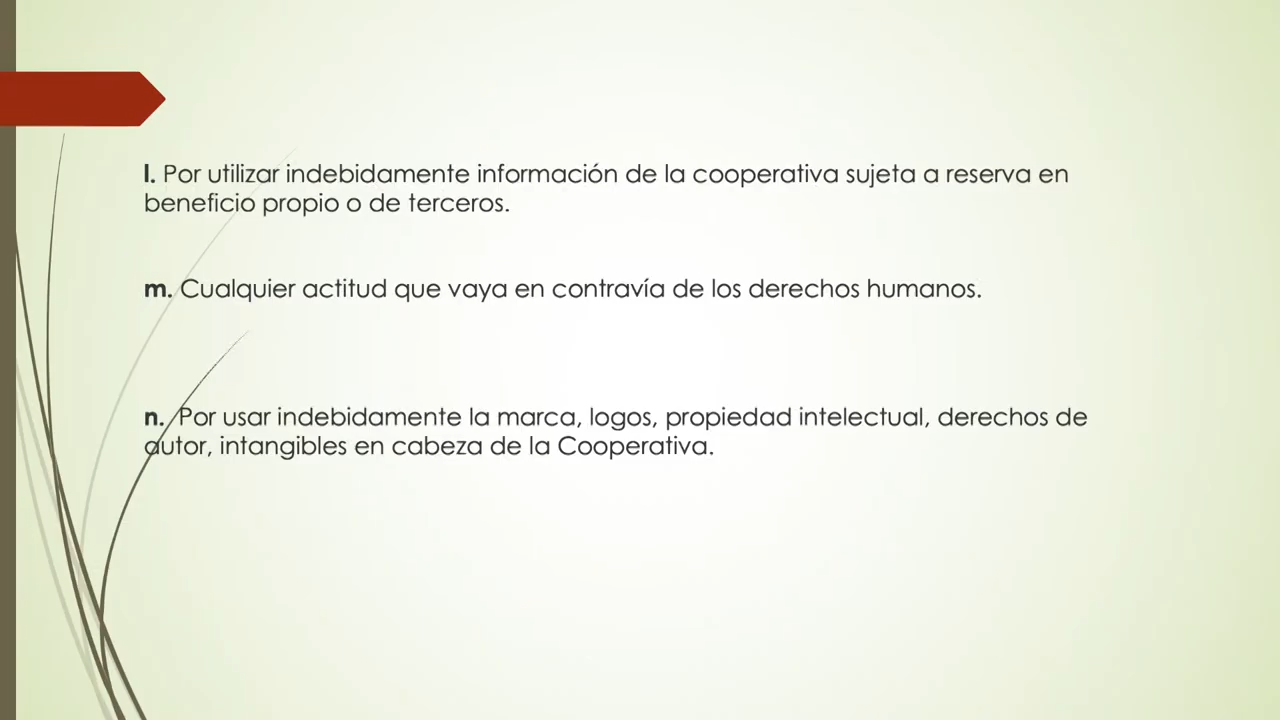 l. Por utilizar indebidamente información de la cooperativa sujeta a reserva en
beneficio propio o de terceros.
m. Cualquier actitud que vaya en contravía de los derechos humanos.
n. Por usar indebidamente la marca, logos, propiedad intelectual, derechos de
autor, intangibles en cabeza de la Cooperativa.